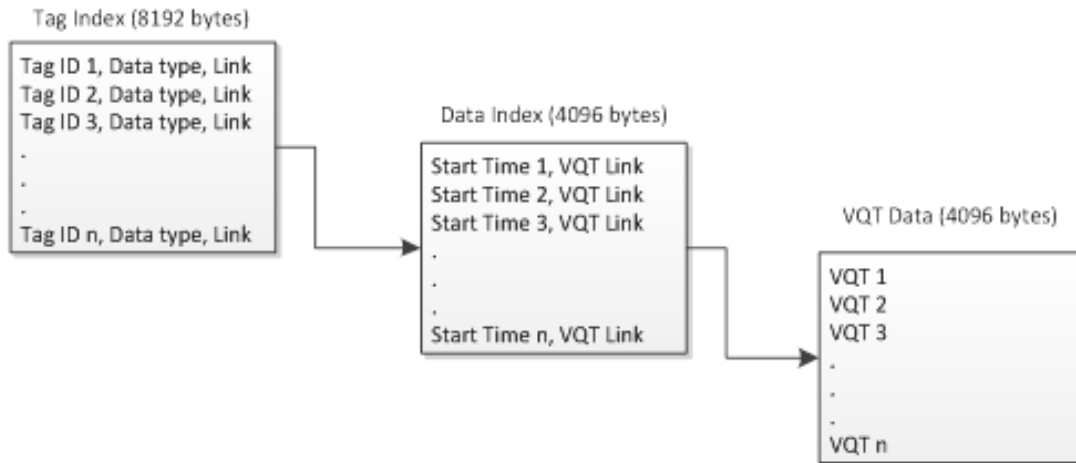 Tag Index (8192 bytes)
Tag ID 1, Data type, Link
Tag ID 2, Data type, Link
Tag ID 3, Data type, Link
.
.
.
Tag ID n, Data type, Link
Data Index (4096 bytes)
Start Time 1, VQT Link
Start Time 2, VQT Link
Start Time 3, VQT Link
.
.
.
Start Time n, VQT Link
VQT Data (4096 bytes)
VQT 1
VQT 2
VQT 3
.
.
.
VQT n